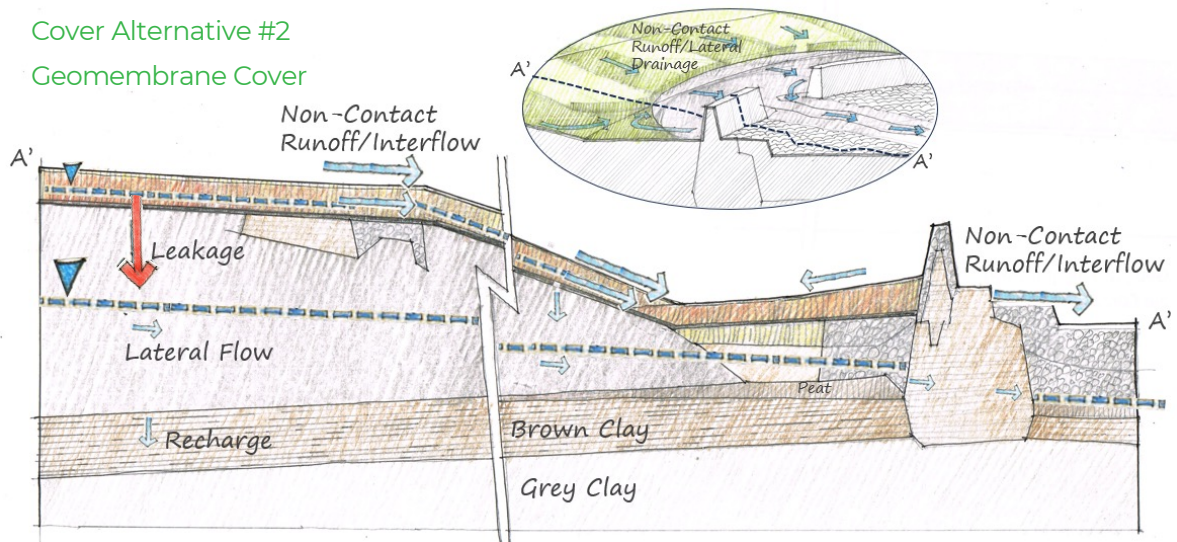 Cover Alternative #2
Geomembrane Cover
Non-Contact
Runoff/Lateral
Drainage
A'
A'
Non-Contact
Runoff/Interflow
A'
Leakage
Lateral Flow
Recharge
Non-Contact
Runoff/Interflow
A'
Peat
Brown Clay
Grey Clay